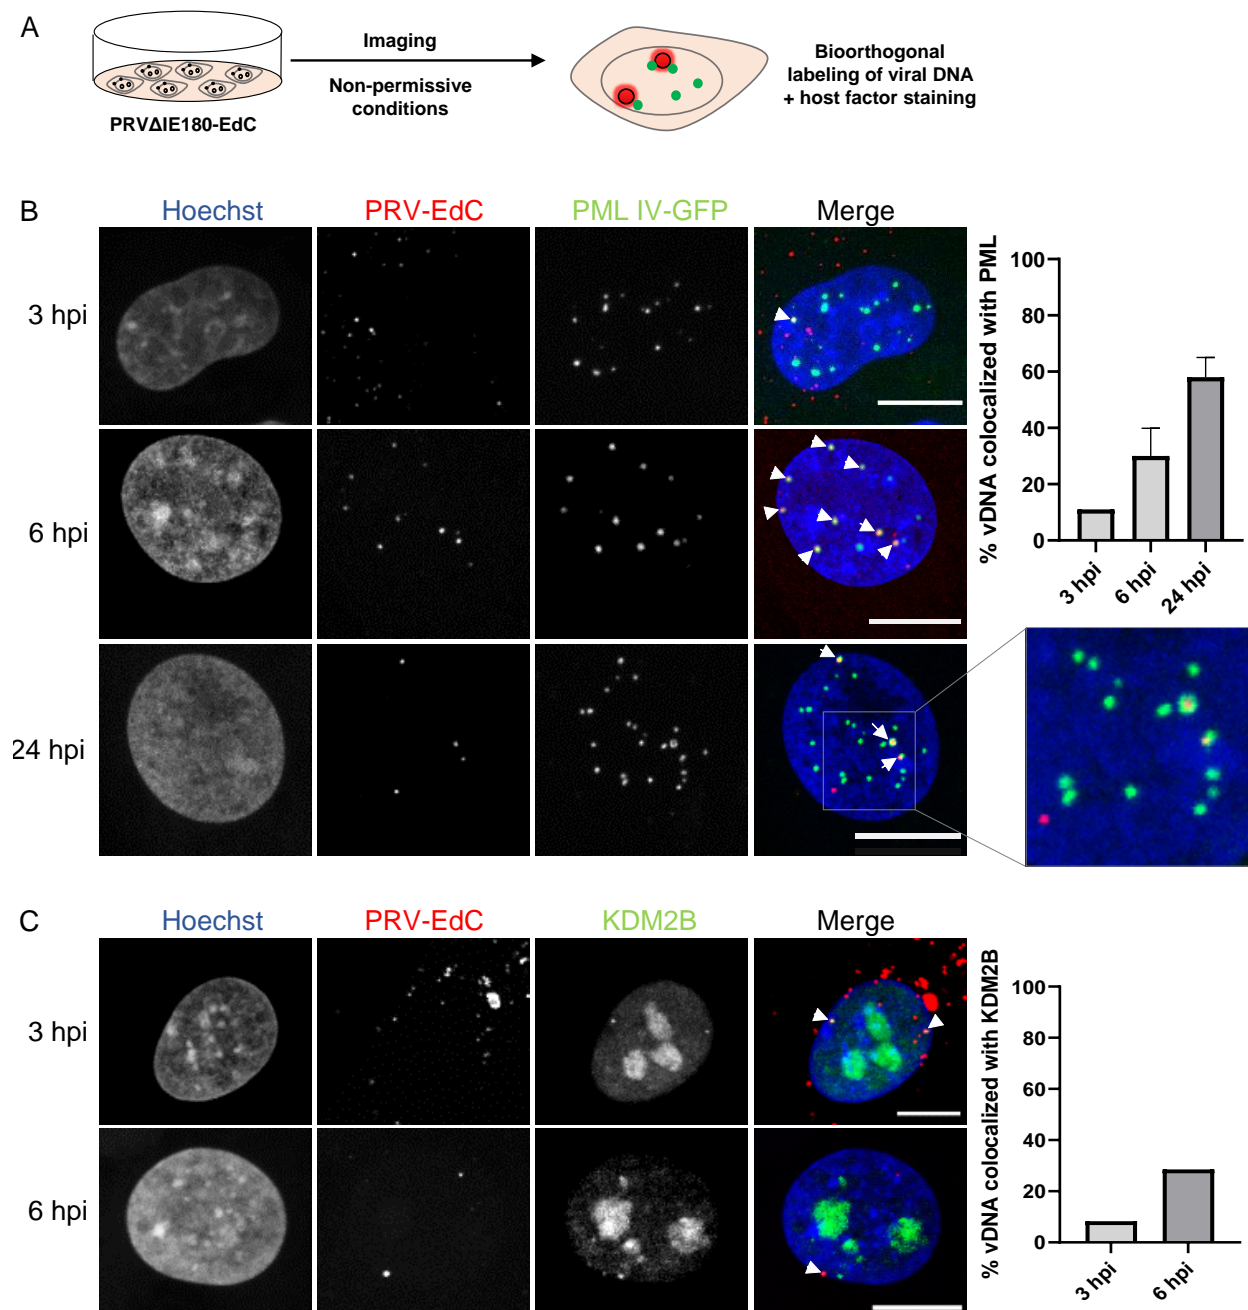 A
Imaging
Non-permissive
conditions
PRVΔIE180-EdC
Bioorthogonal
labeling of viral DNA
+ host factor staining
B
Hoechst
PRV-EdC
PML IV-GFP
Merge
3 hpi
6 hpi
24 hpi
% vDNA colocalized with PML
100
80
60
40
20
0
3 hpi
6 hpi
24 hpi
C
Hoechst
PRV-EdC
KDM2B
Merge
3 hpi
6 hpi
% vDNA colocalized with KDM2B
100
80
60
40
20
0
3 hpi
6 hpi